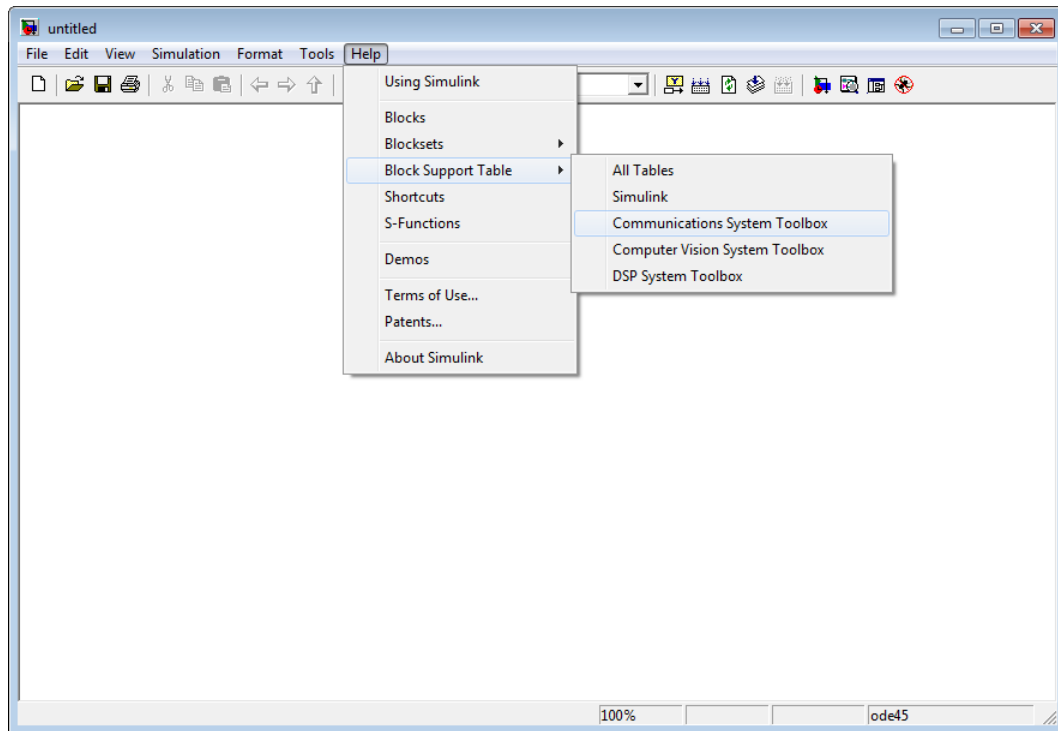 untitled
File Edit View Simulation Format Tools Help
Using Simulink
Blocks
Blocksets
Block Support Table
Shortcuts
S-Functions
Demos
Terms of Use...
Patents...
About Simulink
All Tables
Simulink
Communications System Toolbox
Computer Vision System Toolbox
DSP System Toolbox
100% ode45